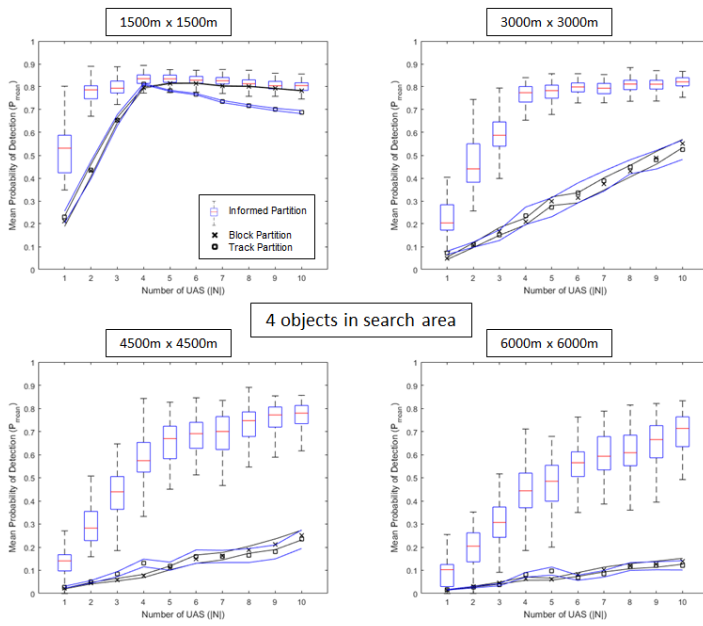 1500m x 1500m
3000m x 3000m
Mean Probability of Detection (P_mean)
1
0.9
0.8
0.7
0.6
0.5
0.4
0.3
0.2
0.1
0
Informed Partition
Block Partition
Track Partition
1 2 3 4 5 6 7 8 9 10
Number of UAS (|N|)
Mean Probability of Detection (P_mean)
1
0.9
0.8
0.7
0.6
0.5
0.4
0.3
0.2
0.1
0
1 2 3 4 5 6 7 8 9 10
Number of UAS (|N|)
4 objects in search area
4500m x 4500m
6000m x 6000m
Mean Probability of Detection (P_mean)
1
0.9
0.8
0.7
0.6
0.5
0.4
0.3
0.2
0.1
0
1 2 3 4 5 6 7 8 9 10
Number of UAS (|N|)
Mean Probability of Detection (P_mean)
1
0.9
0.8
0.7
0.6
0.5
0.4
0.3
0.2
0.1
0
1 2 3 4 5 6 7 8 9 10
Number of UAS (|N|)